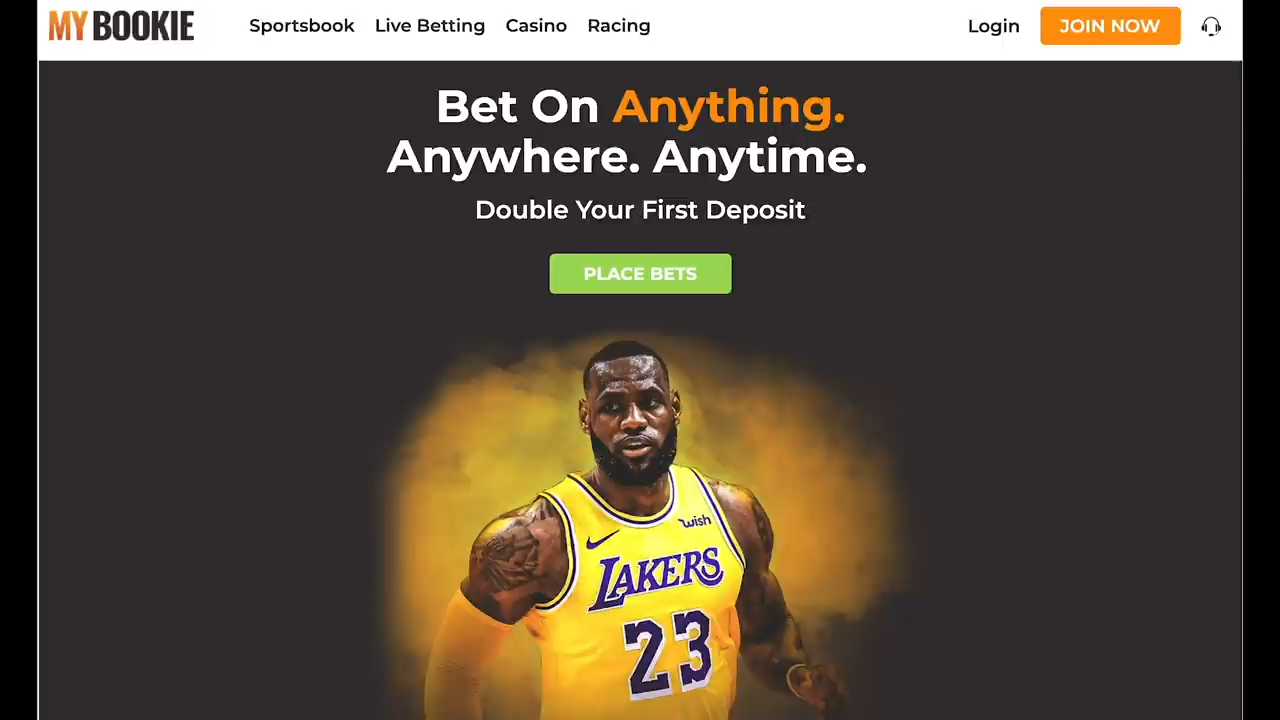 MY BOOKIE
Sportsbook
Live Betting
Casino
Racing
Login
JOIN NOW
Bet On Anything.
Anywhere. Anytime.
Double Your First Deposit
PLACE BETS
wish
LAKERS
23